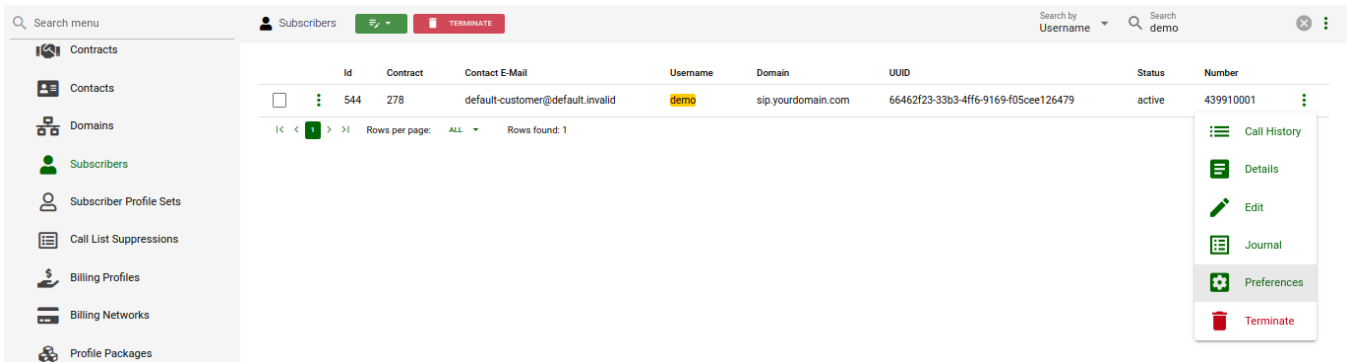 Search menu
Contracts
Contacts
Domains
Subscribers
Subscriber Profile Sets
Call List Suppressions
Billing Profiles
Billing Networks
Profile Packages
Subscribers
TERMINATE
Search by
Username
Search
demo
Id Contract Contact E-Mail Username Domain UUID Status Number
544 278 default-customer@default.invalid demo sip.yourdomain.com 66462f23-33b3-4ff6-9169-f05cee126479 active 439910001
1 Rows per page: ALL Rows found: 1
Call History
Details
Edit
Journal
Preferences
Terminate